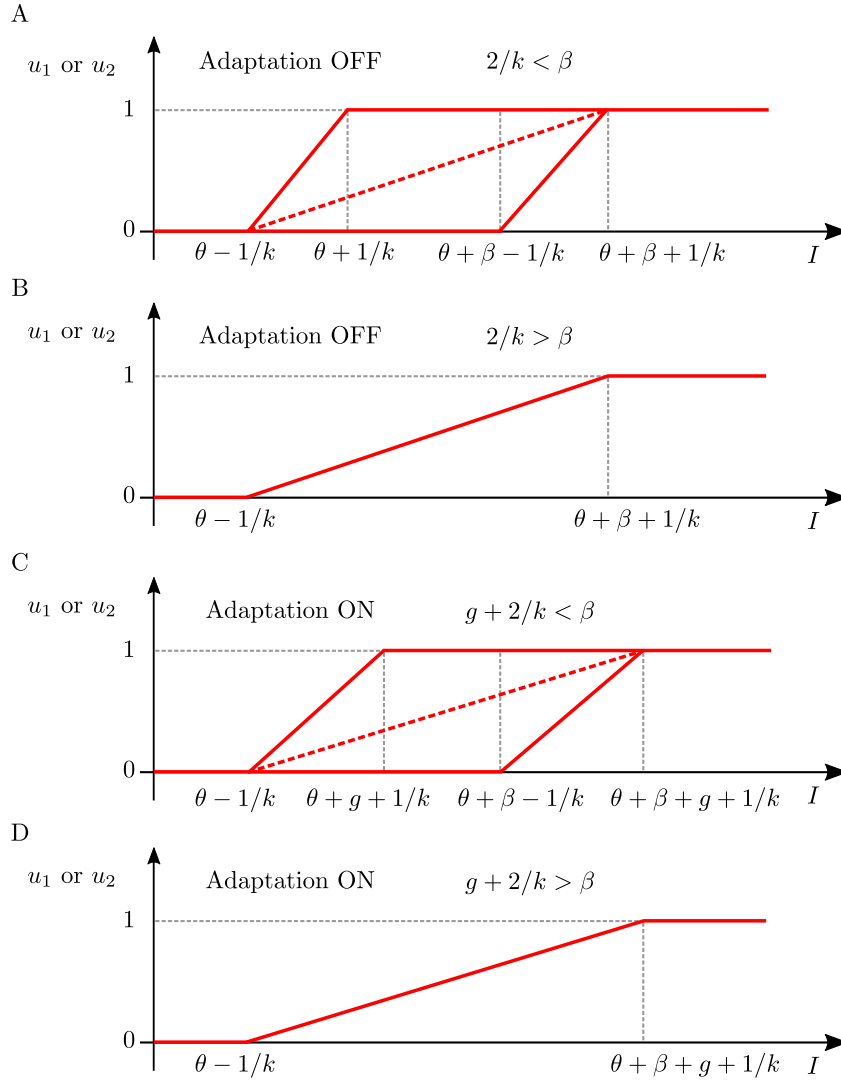 A
u₁ or u₂ Adaptation OFF 2/k < β
1
0
θ − 1/k θ + 1/k θ + β − 1/k θ + β + 1/k I
B
u₁ or u₂ Adaptation OFF 2/k > β
1
0
θ − 1/k θ + β + 1/k I
C
u₁ or u₂ Adaptation ON g + 2/k < β
1
0
θ − 1/k θ + g + 1/k θ + β − 1/k θ + β + g + 1/k I
D
u₁ or u₂ Adaptation ON g + 2/k > β
1
0
θ − 1/k θ + β + g + 1/k I